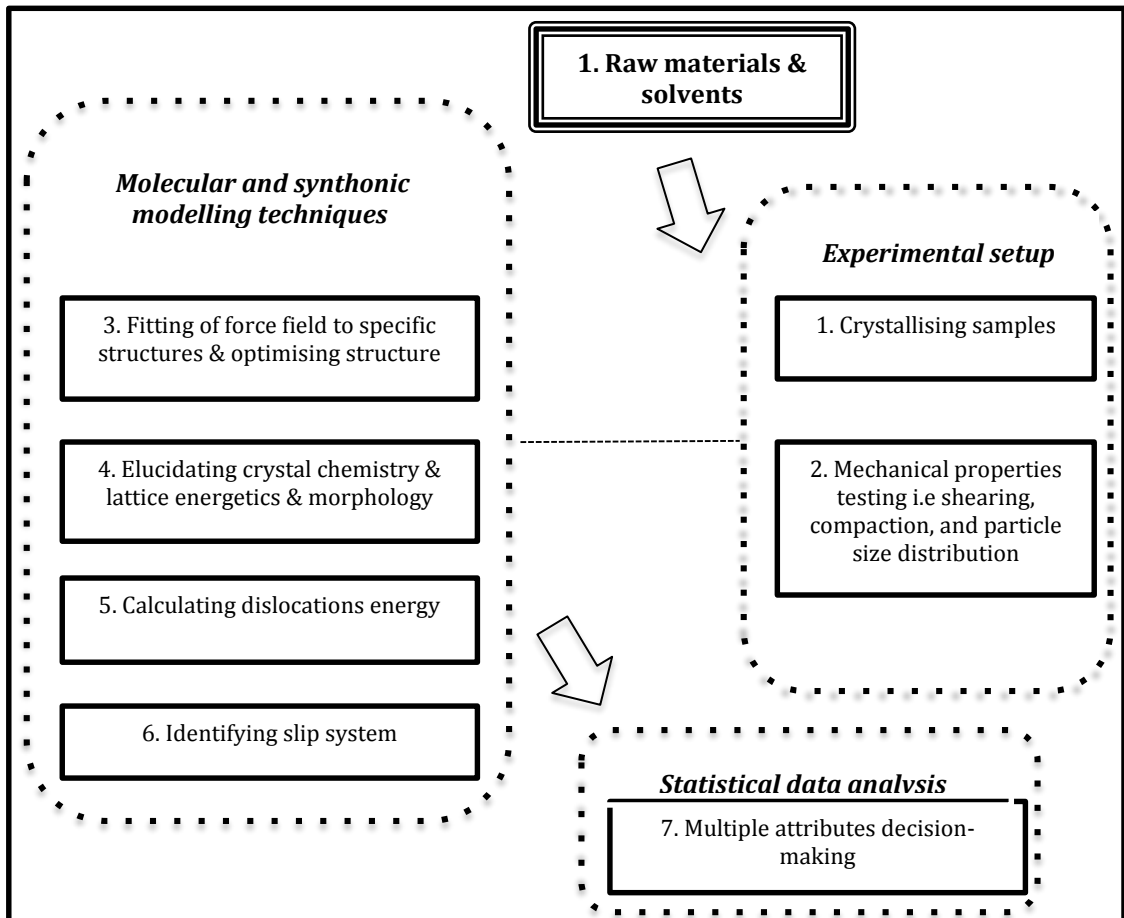 1. Raw materials &
solvents
Molecular and synthonic
modelling techniques
3. Fitting of force field to specific
structures & optimising structure
4. Elucidating crystal chemistry &
lattice energetics & morphology
5. Calculating dislocations energy
6. Identifying slip system
Experimental setup
1. Crystallising samples
2. Mechanical properties
testing i.e shearing,
compaction, and particle
size distribution
Statistical data analysis
7. Multiple attributes decision-
making